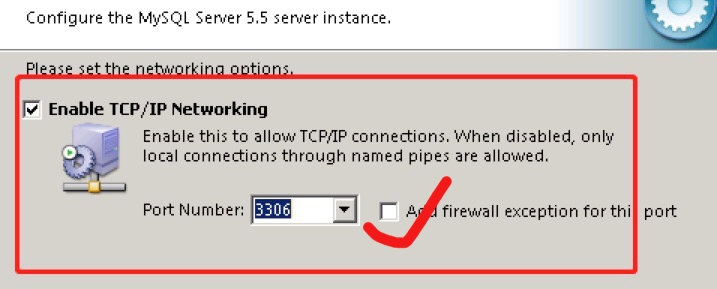 Configure the MySQL Server 5.5 server instance.
Please set the networking options.
Enable TCP/IP Networking
Enable this to allow TCP/IP connections. When disabled, only
local connections through named pipes are allowed.
Port Number: 3306 Add firewall exception for this port